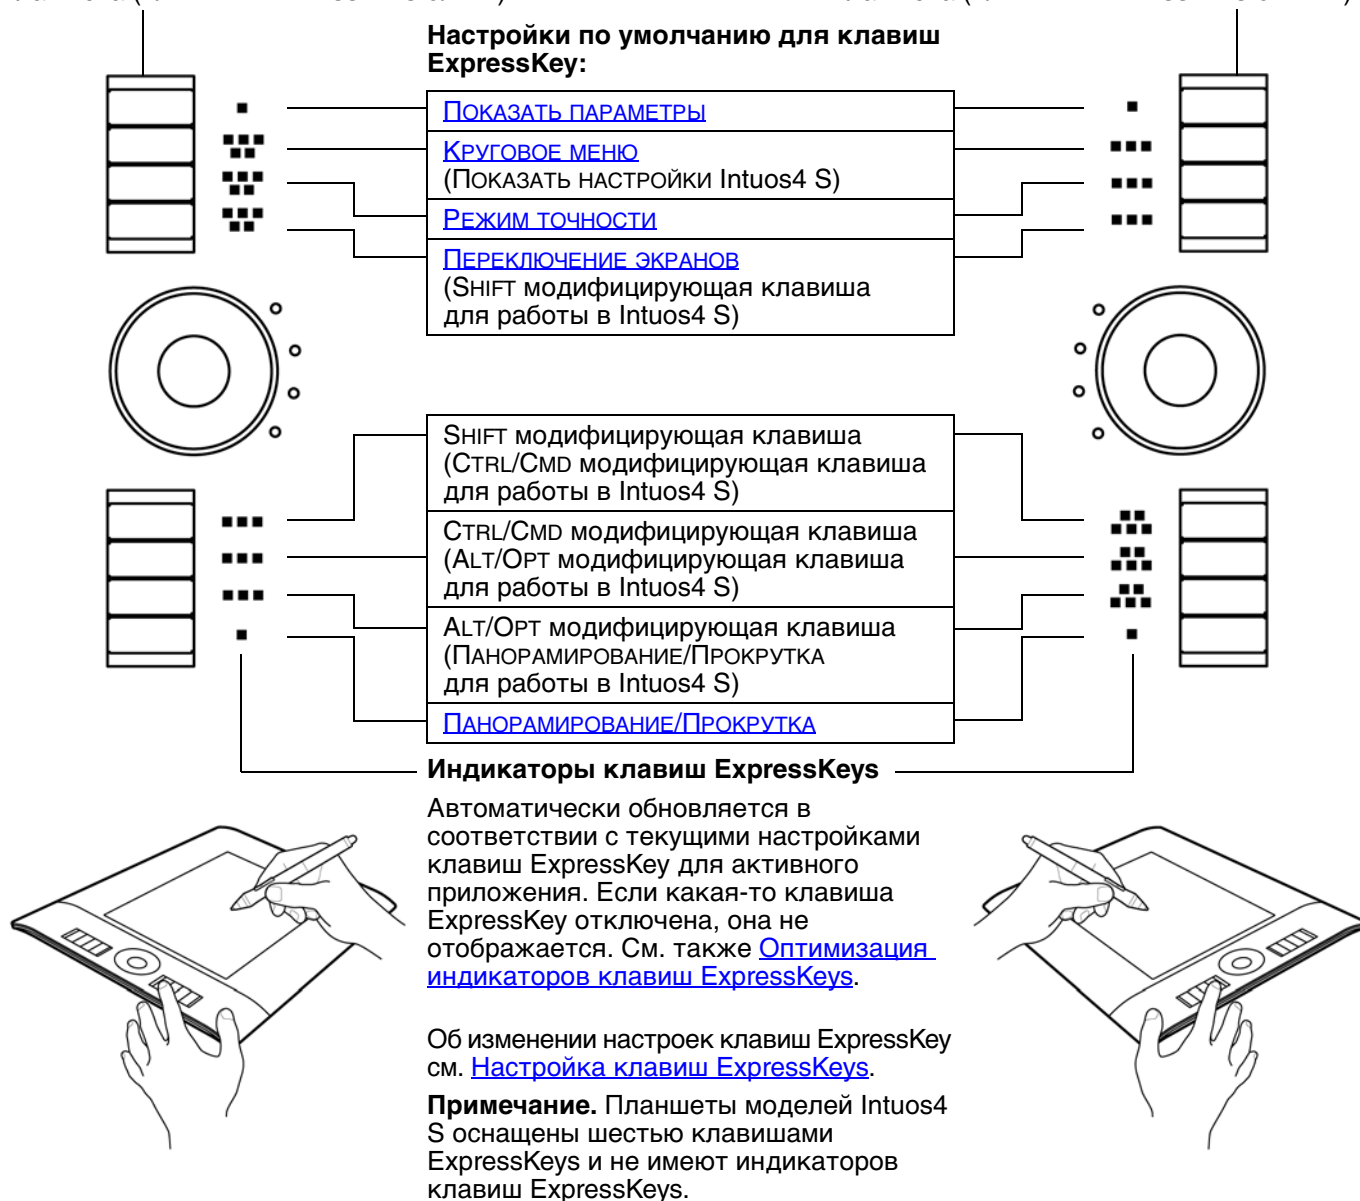 Настройки по умолчанию для клавиш
ExpressKey:
ПОКАЗАТЬ ПАРАМЕТРЫ
КРУГОВОЕ МЕНЮ
(ПОКАЗАТЬ НАСТРОЙКИ Intuos4 S)
РЕЖИМ ТОЧНОСТИ
ПЕРЕКЛЮЧЕНИЕ ЭКРАНОВ
(SHIFT модифицирующая клавиша
для работы в Intuos4 S)
SHIFT модифицирующая клавиша
(CTRL/CMD модифицирующая клавиша
для работы в Intuos4 S)
CTRL/CMD модифицирующая клавиша
(ALT/OPT модифицирующая клавиша
для работы в Intuos4 S)
ALT/OPT модифицирующая клавиша
(ПАНОРАМИРОВАНИЕ/ПРОКРУТКА
для работы в Intuos4 S)
ПАНОРАМИРОВАНИЕ/ПРОКРУТКА
Индикаторы клавиш ExpressKeys
Автоматически обновляется в
соответствии с текущими настройками
клавиш ExpressKey для активного
приложения. Если какая-то клавиша
ExpressKey отключена, она не
отображается. См. также Оптимизация
индикаторов клавиш ExpressKeys.
Об изменении настроек клавиш ExpressKey
см. Настройка клавиш ExpressKeys.
Примечание. Планшеты моделей Intuos4
S оснащены шестью клавишами
ExpressKeys и не имеют индикаторов
клавиш ExpressKeys.